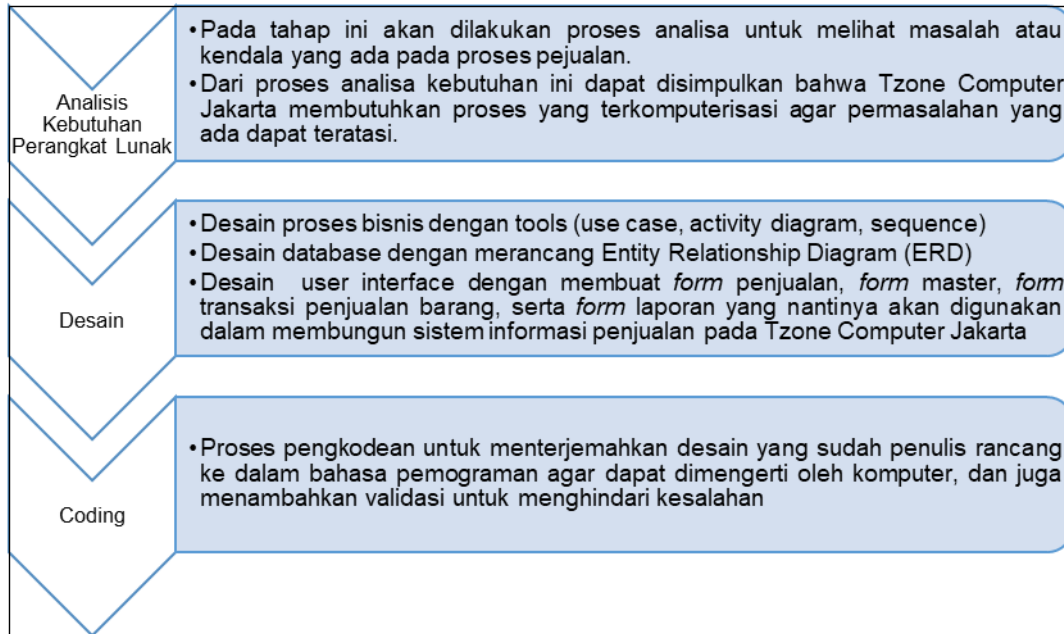 Analisis
Kebutuhan
Perangkat Lunak
•Pada tahap ini akan dilakukan proses analisa untuk melihat masalah atau
kendala yang ada pada proses pejualan.
•Dari proses analisa kebutuhan ini dapat disimpulkan bahwa Tzone Computer
Jakarta membutuhkan proses yang terkomputerisasi agar permasalahan yang
ada dapat teratasi.
Desain
•Desain proses bisnis dengan tools (use case, activity diagram, sequence)
•Desain database dengan merancang Entity Relationship Diagram (ERD)
•Desain user interface dengan membuat form penjualan, form master, form
transaksi penjualan barang, serta form laporan yang nantinya akan digunakan
dalam membungun sistem informasi penjualan pada Tzone Computer Jakarta
Coding
•Proses pengkodean untuk menterjemahkan desain yang sudah penulis rancang
ke dalam bahasa pemograman agar dapat dimengerti oleh komputer, dan juga
menambahkan validasi untuk menghindari kesalahan